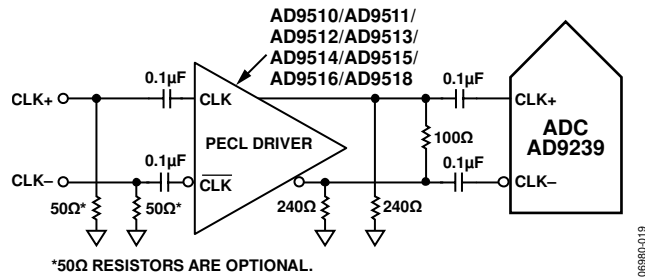 AD9510/AD9511/
AD9512/AD9513/
AD9514/AD9515/
AD9516/AD9518
0.1µF
0.1µF
CLK+
CLK
CLK+
PECL DRIVER
100Ω
ADC
AD9239
0.1µF
0.1µF
CLK–
CLK
CLK–
50Ω*
50Ω*
240Ω
240Ω
*50Ω RESISTORS ARE OPTIONAL.
06980-019